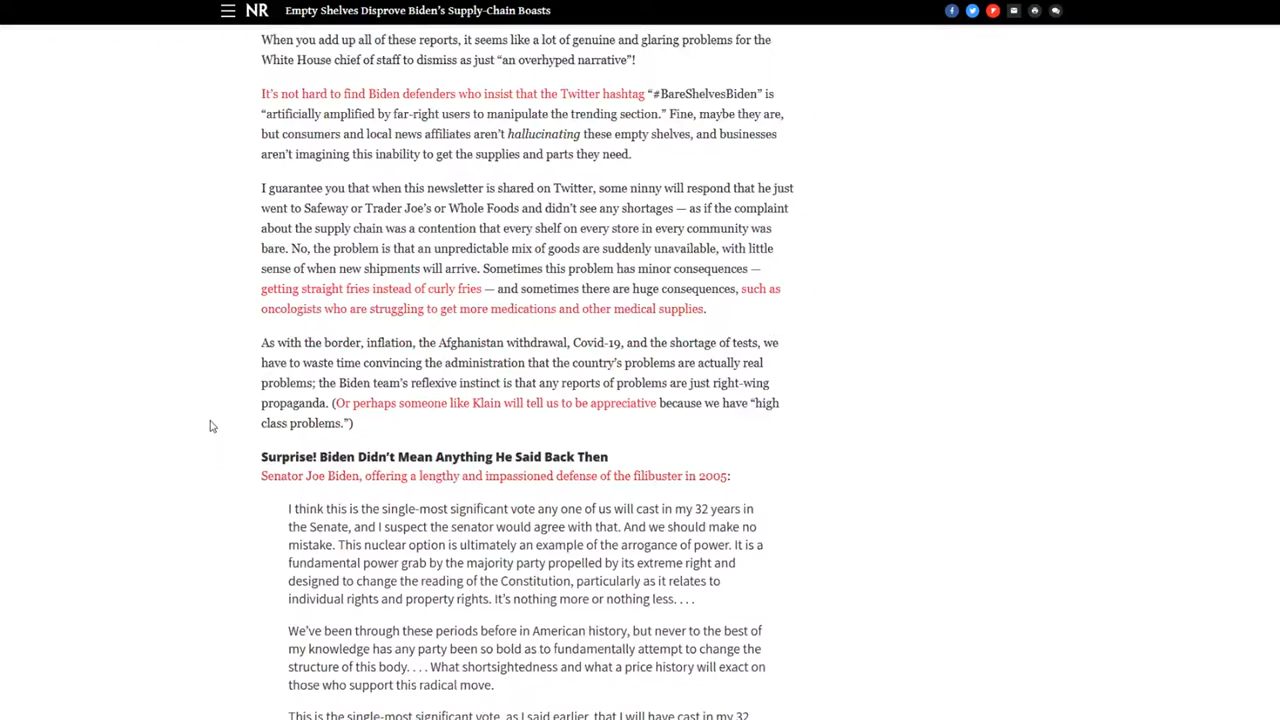 NR Empty Shelves Disprove Biden's Supply-Chain Boasts
When you add up all of these reports, it seems like a lot of genuine and glaring problems for the
White House chief of staff to dismiss as just “an overhyped narrative”!
It’s not hard to find Biden defenders who insist that the Twitter hashtag “#BareShelvesBiden” is
“artificially amplified by far-right users to manipulate the trending section.” Fine, maybe they are,
but consumers and local news affiliates aren’t hallucinating these empty shelves, and businesses
aren’t imagining this inability to get the supplies and parts they need.
I guarantee you that when this newsletter is shared on Twitter, some ninny will respond that he just
went to Safeway or Trader Joe’s or Whole Foods and didn’t see any shortages — as if the complaint
about the supply chain was a contention that every shelf on every store in every community was
bare. No, the problem is that an unpredictable mix of goods are suddenly unavailable, with little
sense of when new shipments will arrive. Sometimes this problem has minor consequences —
getting straight fries instead of curly fries — and sometimes there are huge consequences, such as
oncologists who are struggling to get more medications and other medical supplies.
As with the border, inflation, the Afghanistan withdrawal, Covid-19, and the shortage of tests, we
have to waste time convincing the administration that the country’s problems are actually real
problems; the Biden team’s reflexive instinct is that any reports of problems are just right-wing
propaganda. (Or perhaps someone like Klain will tell us to be appreciative because we have “high
class problems.”)
Surprise! Biden Didn’t Mean Anything He Said Back Then
Senator Joe Biden, offering a lengthy and impassioned defense of the filibuster in 2005:
I think this is the single-most significant vote any one of us will cast in my 32 years in
the Senate, and I suspect the senator would agree with that. And we should make no
mistake. This nuclear option is ultimately an example of the arrogance of power. It is a
fundamental power grab by the majority party propelled by its extreme right and
designed to change the reading of the Constitution, particularly as it relates to
individual rights and property rights. It’s nothing more or nothing less. . . .
We’ve been through these periods before in American history, but never to the best of
my knowledge has any party been so bold as to fundamentally attempt to change the
structure of this body. . . . What shortsightedness and what a price history will exact on
those who support this radical move.
This is the single-most significant vote, as I said earlier, that I will have cast in my 32